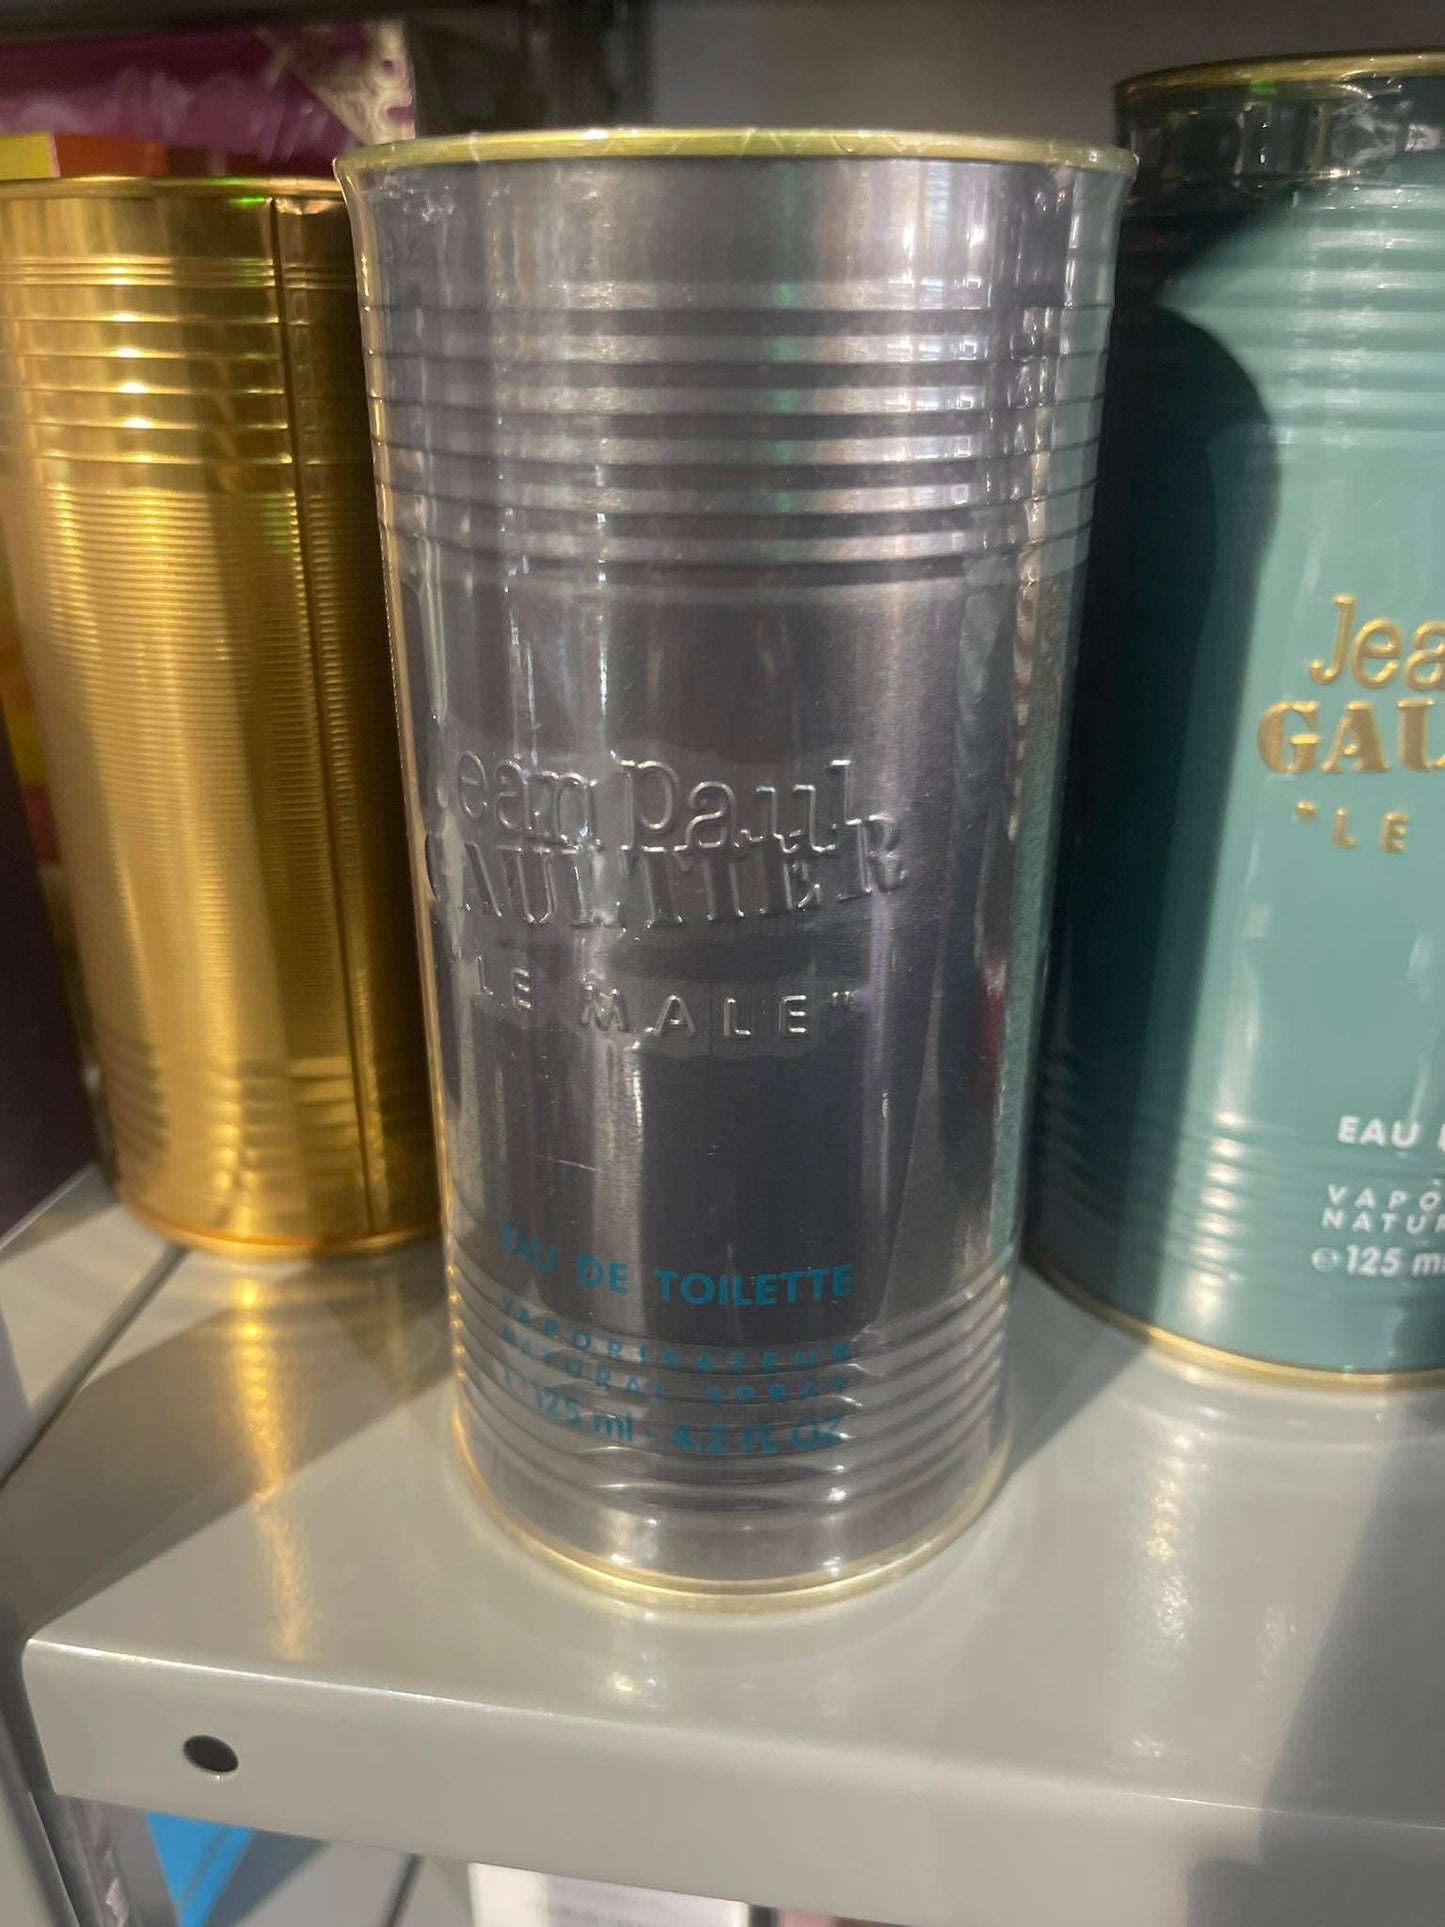 Jean Paul
GAULTIER
"LE MALE"
EAU DE TOILETTE
VAPORISATEUR
NATURAL SPRAY
125 ml - 4.2 FL OZ
Jea
GAU
"LE
EAU
VAPO
NATUR
℮ 125 m